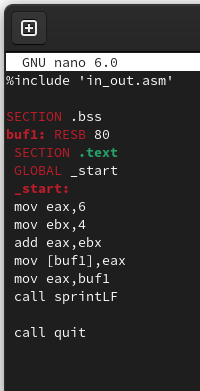 GNU nano 6.0
%include 'in_out.asm'
SECTION .bss
buf1: RESB 80
SECTION .text
GLOBAL _start
_start:
mov eax,6
mov ebx,4
add eax,ebx
mov [buf1],eax
mov eax,buf1
call sprintLF
call quit